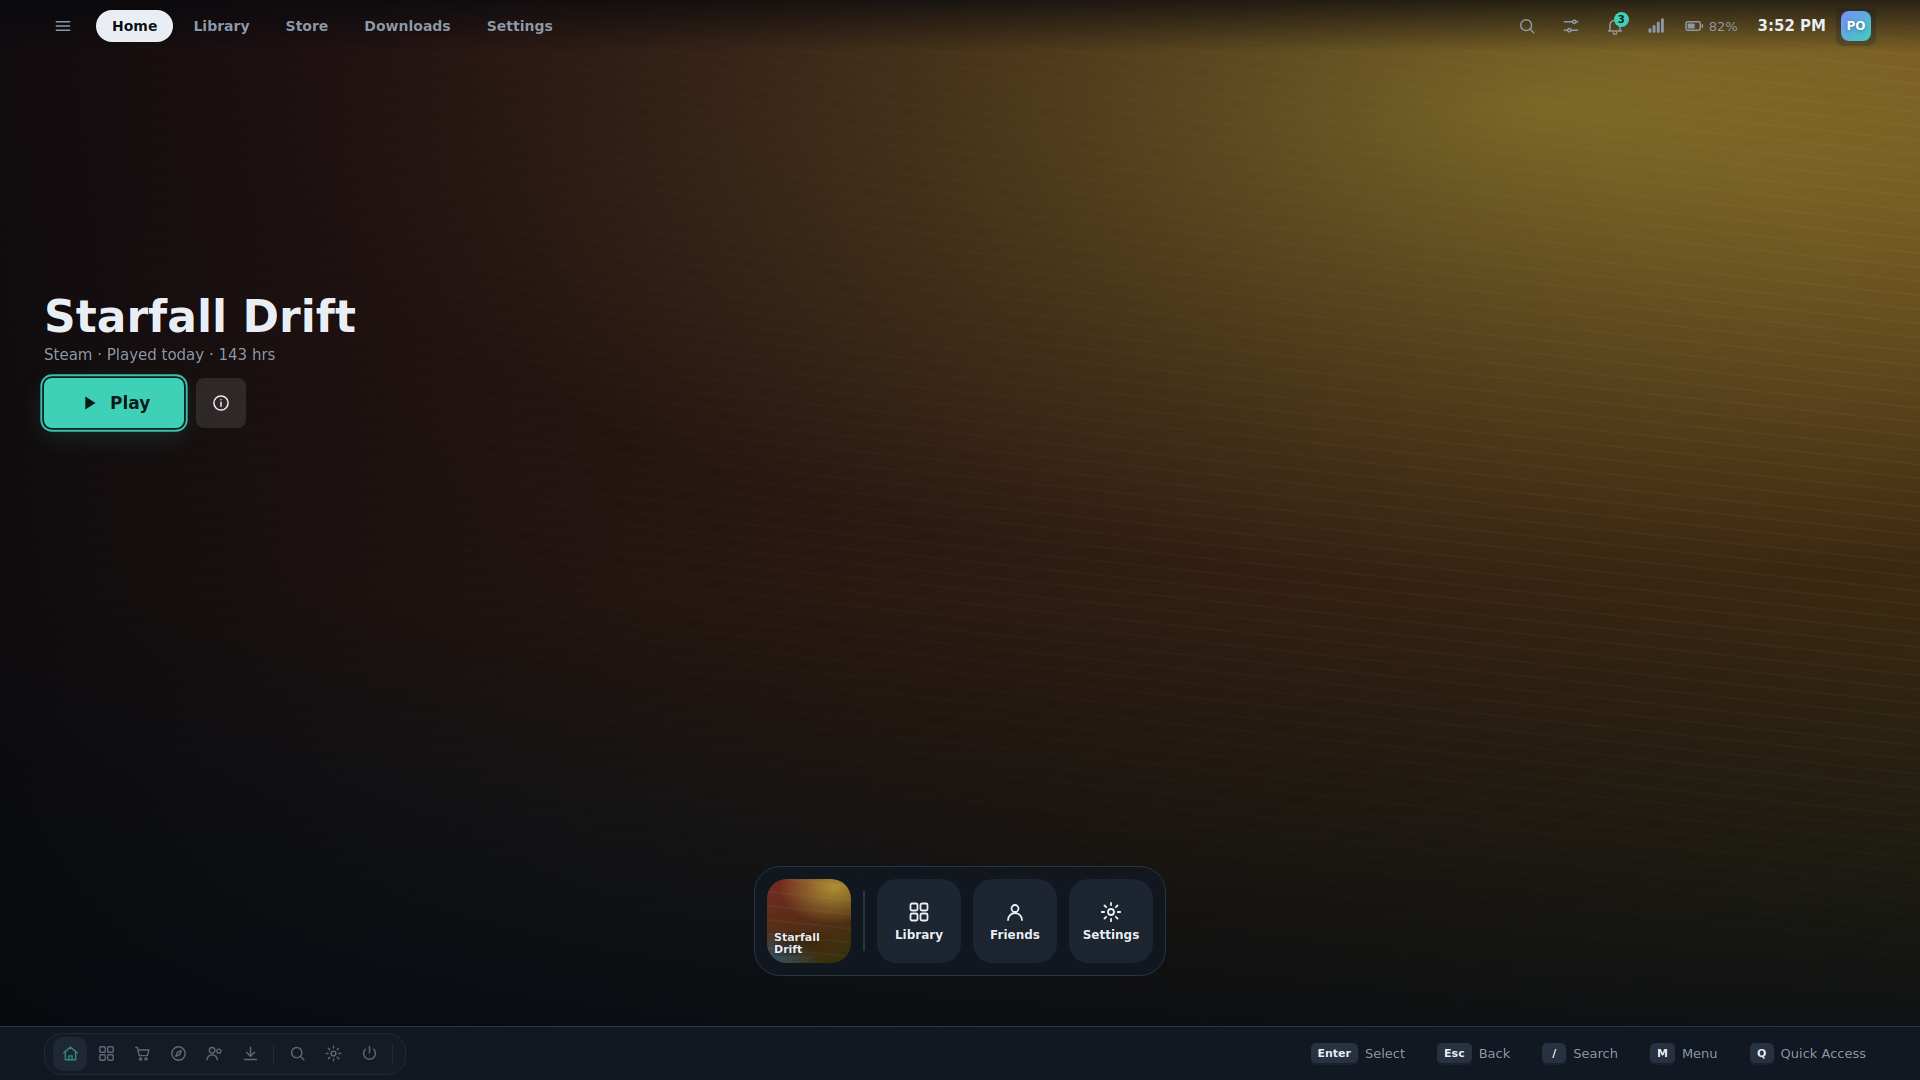 Home Library Store Downloads Settings 3 82% 3:52 PM PO
Starfall Drift
Steam · Played today · 143 hrs
Play
Starfall
Drift
Library
Friends
Settings
Enter Select Esc Back / Search M Menu Q Quick Access